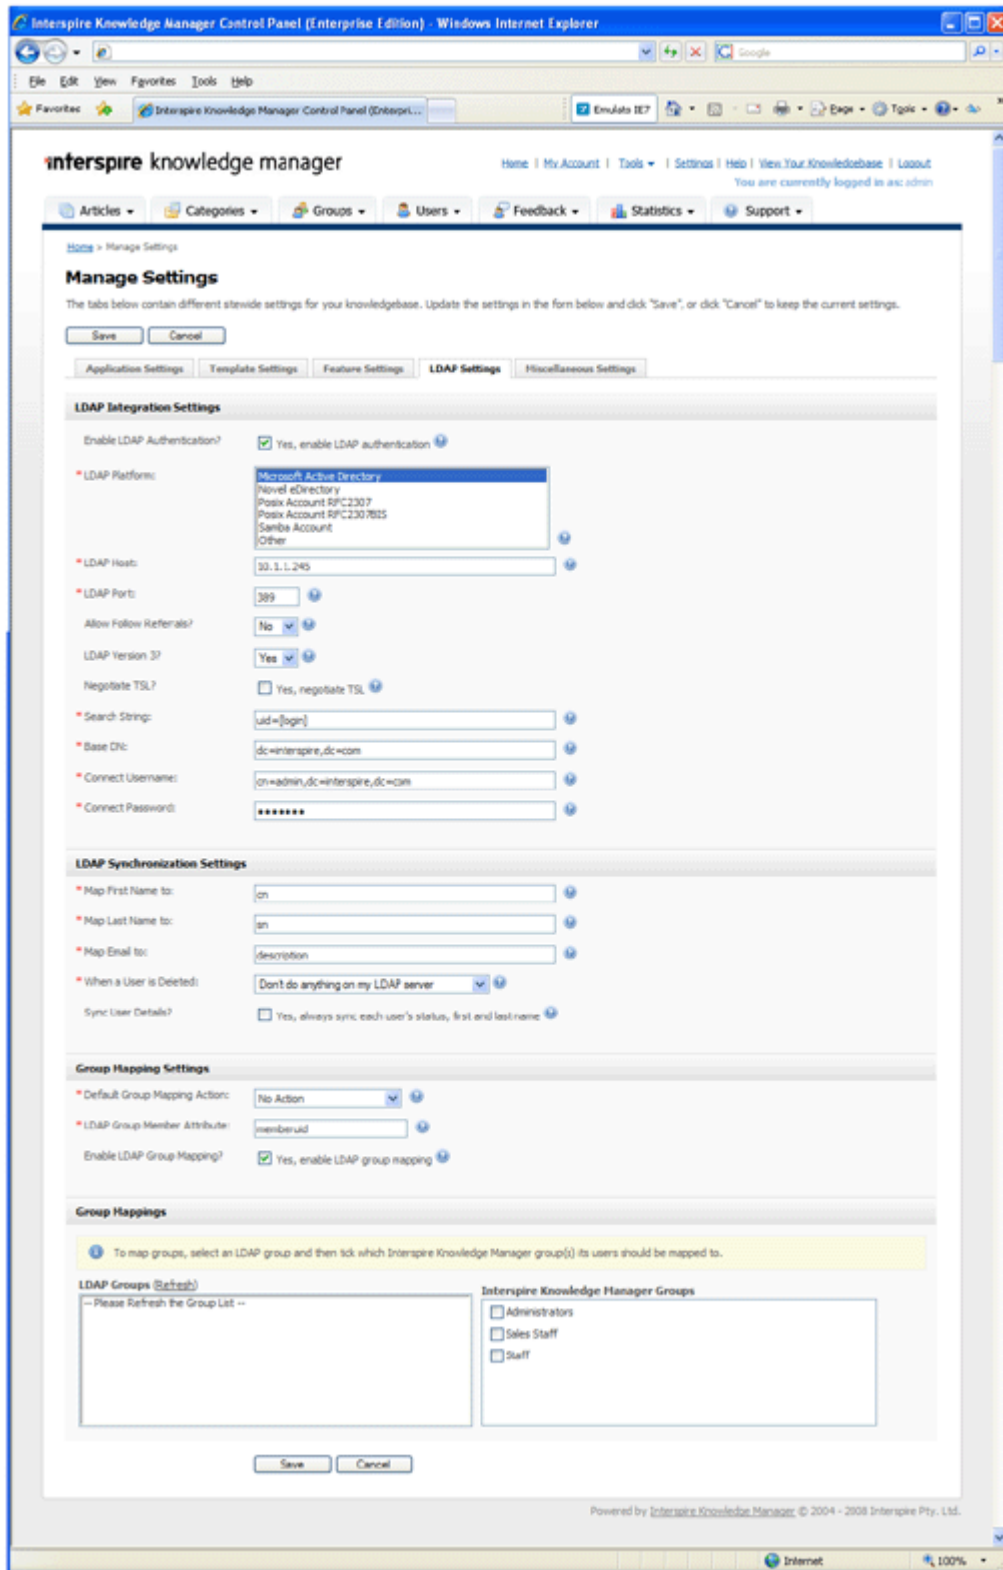 Interspire Knowledge Manager Control Panel (Enterprise Edition) - Windows Internet Explorer
Google
File Edit View Favorites Tools Help
Favorites Interspire Knowledge Manager Control Panel (Enterpri... Emulate IE7 Page Tools
interspire knowledge manager
Home | My Account | Tools | Settings | Help | View Your Knowledgebase | Logout
You are currently logged in as: admin
Articles Categories Groups Users Feedback Statistics Support
Home > Manage Settings
Manage Settings
The tabs below contain different sitewide settings for your knowledgebase. Update the settings in the form below and click "Save", or click "Cancel" to keep the current settings.
Save Cancel
Application Settings Template Settings Feature Settings LDAP Settings Miscellaneous Settings
LDAP Integration Settings
Enable LDAP Authentication? Yes, enable LDAP authentication
* LDAP Platform: Microsoft Active Directory
Novel eDirectory
Posix Account RFC2307
Posix Account RFC2307BIS
Samba Account
Other
* LDAP Host: 10.1.1.245
* LDAP Port: 389
Allow Follow Referrals? No
LDAP Version 3? Yes
Negotiate TSL? Yes, negotiate TSL
* Search String: uid=[login]
* Base DN: dc=interspire,dc=com
* Connect Username: cn=admin,dc=interspire,dc=com
* Connect Password: •••••••
LDAP Synchronization Settings
* Map First Name to: cn
* Map Last Name to: sn
* Map Email to: description
* When a User is Deleted: Don't do anything on my LDAP server
Sync User Details? Yes, always sync each user's status, first and last name
Group Mapping Settings
* Default Group Mapping Action: No Action
* LDAP Group Member Attribute: memberuid
Enable LDAP Group Mapping? Yes, enable LDAP group mapping
Group Mappings
To map groups, select an LDAP group and then tick which Interspire Knowledge Manager group(s) its users should be mapped to.
LDAP Groups (Refresh)
-- Please Refresh the Group List --
Interspire Knowledge Manager Groups
Administrators
Sales Staff
Staff
Save Cancel
Powered by Interspire Knowledge Manager © 2004 - 2008 Interspire Pty. Ltd.
Internet 100%